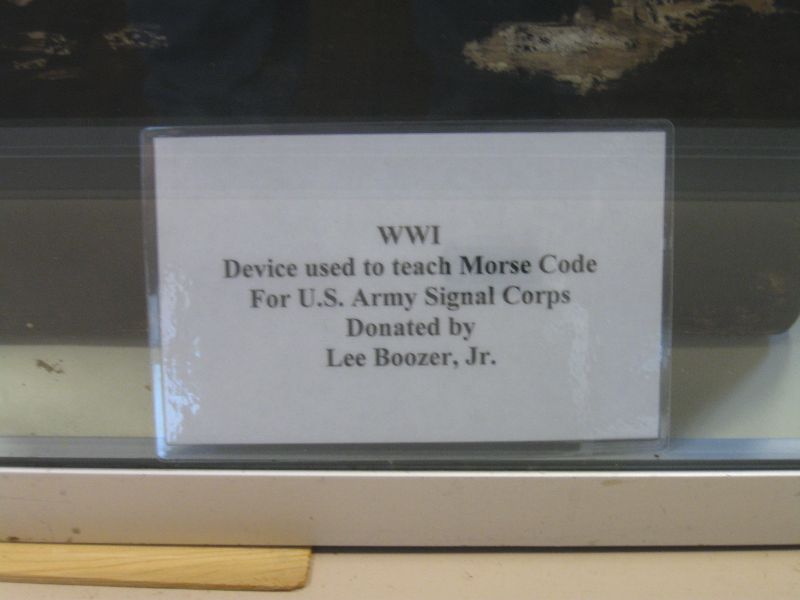 WWI
Device used to teach Morse Code
For U.S. Army Signal Corps
Donated by
Lee Boozer, Jr.